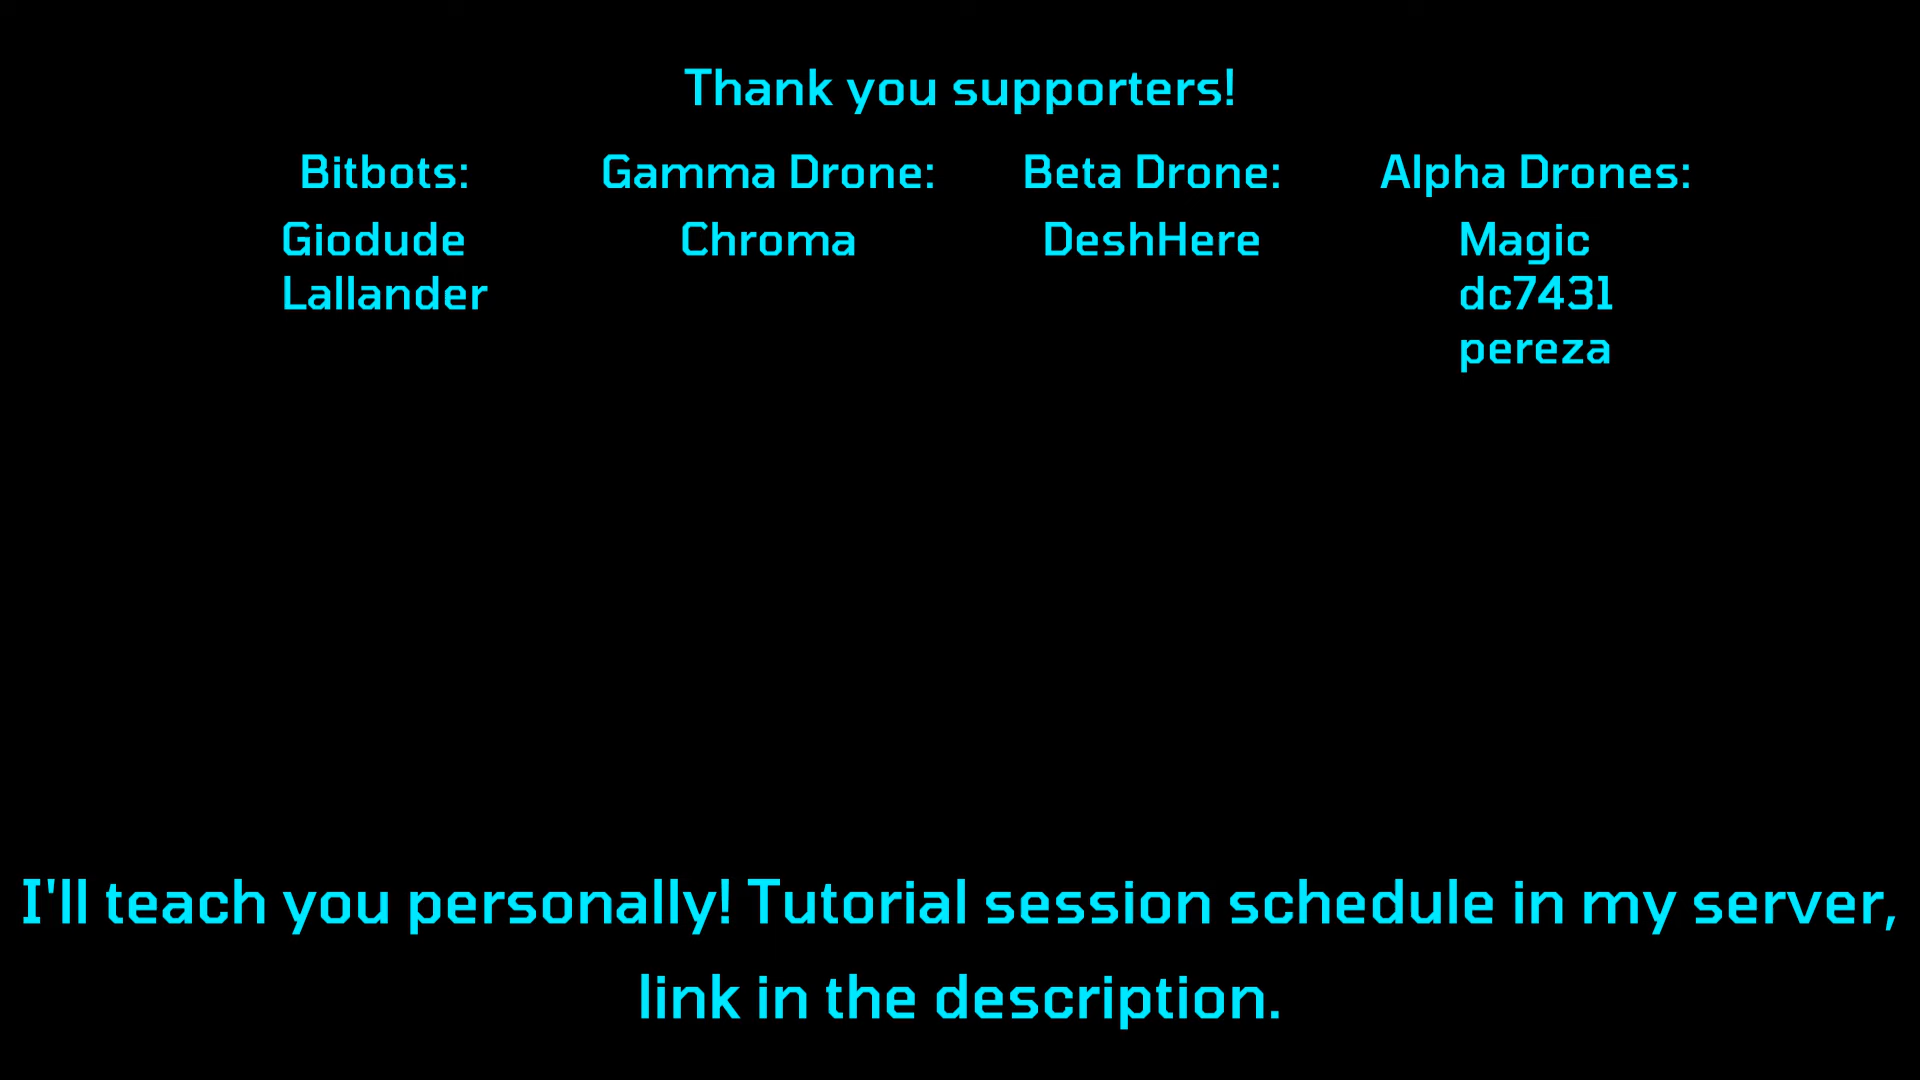 Thank you supporters!
Bitbots: Gamma Drone: Beta Drone: Alpha Drones:
Giodude Chroma DeshHere Magic
Lallander dc7431
pereza
I'll teach you personally! Tutorial session schedule in my server,
link in the description.